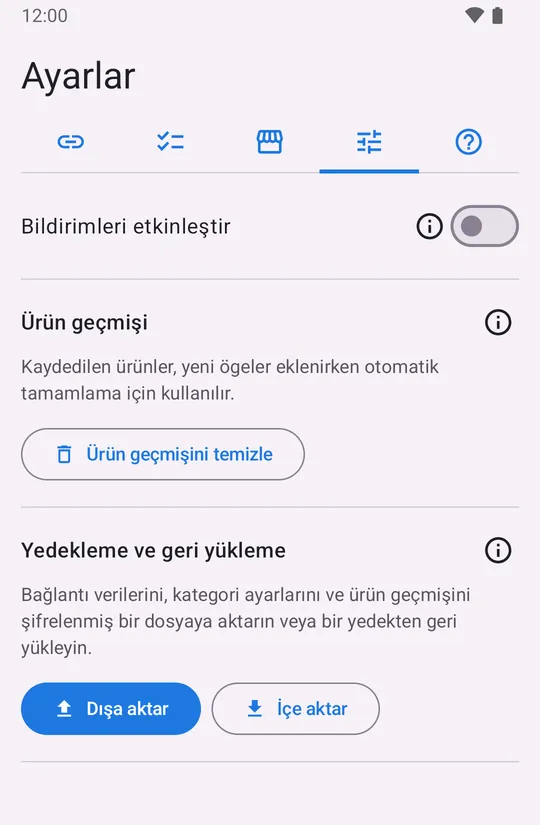 12:00
Ayarlar
Bildirimleri etkinleştir
Ürün geçmişi
Kaydedilen ürünler, yeni ögeler eklenirken otomatik
tamamlama için kullanılır.
Ürün geçmişini temizle
Yedekleme ve geri yükleme
Bağlantı verilerini, kategori ayarlarını ve ürün geçmişini
şifrelenmiş bir dosyaya aktarın veya bir yedekten geri
yükleyin.
Dışa aktar
İçe aktar